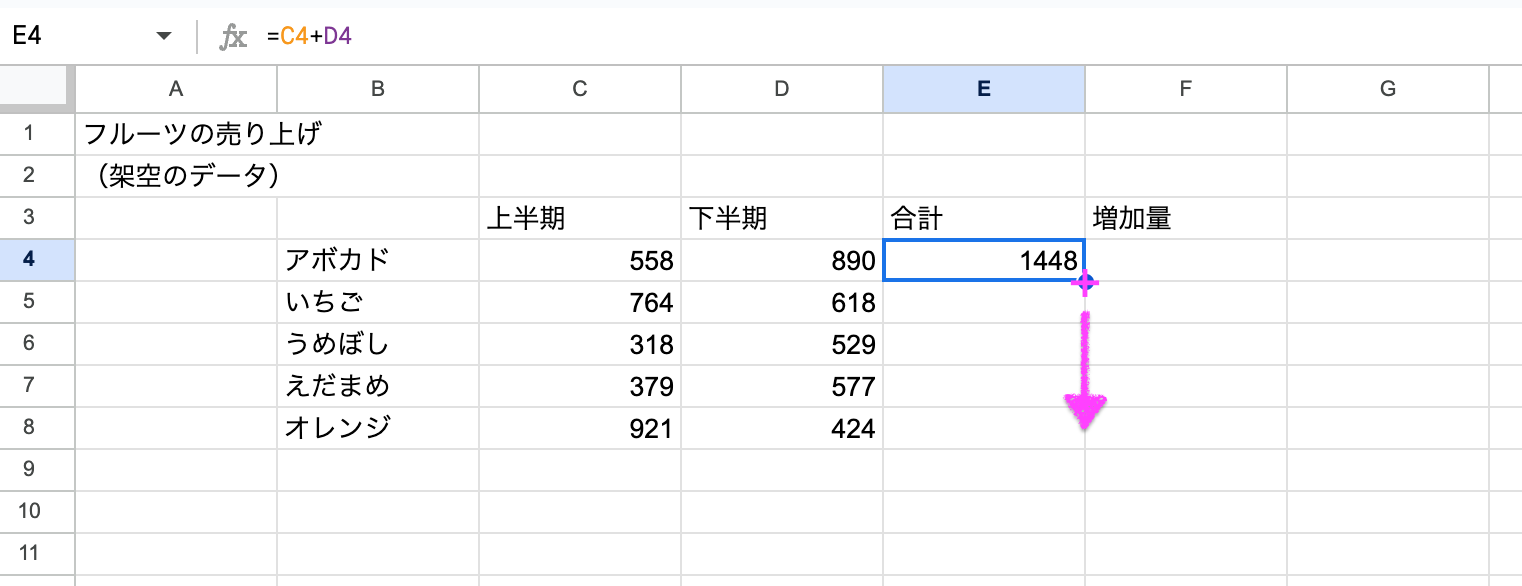 E4 fx =C4+D4
A B C D E F G
1 フルーツの売り上げ
2 （架空のデータ）
3 上半期 下半期 合計 増加量
4 アボカド 558 890 1448
5 いちご 764 618
6 うめぼし 318 529
7 えだまめ 379 577
8 オレンジ 921 424
9
10
11